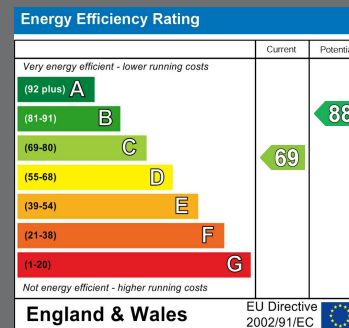 Energy Efficiency Rating
Current
Very energy efficient - lower running costs
(92 plus) A
(81-91) B
88
(69-80) C
69
(55-68) D
(39-54) E
(21-38) F
(1-20) G
Not energy efficient - higher running costs
England & Wales
EU Directive
2002/91/EC